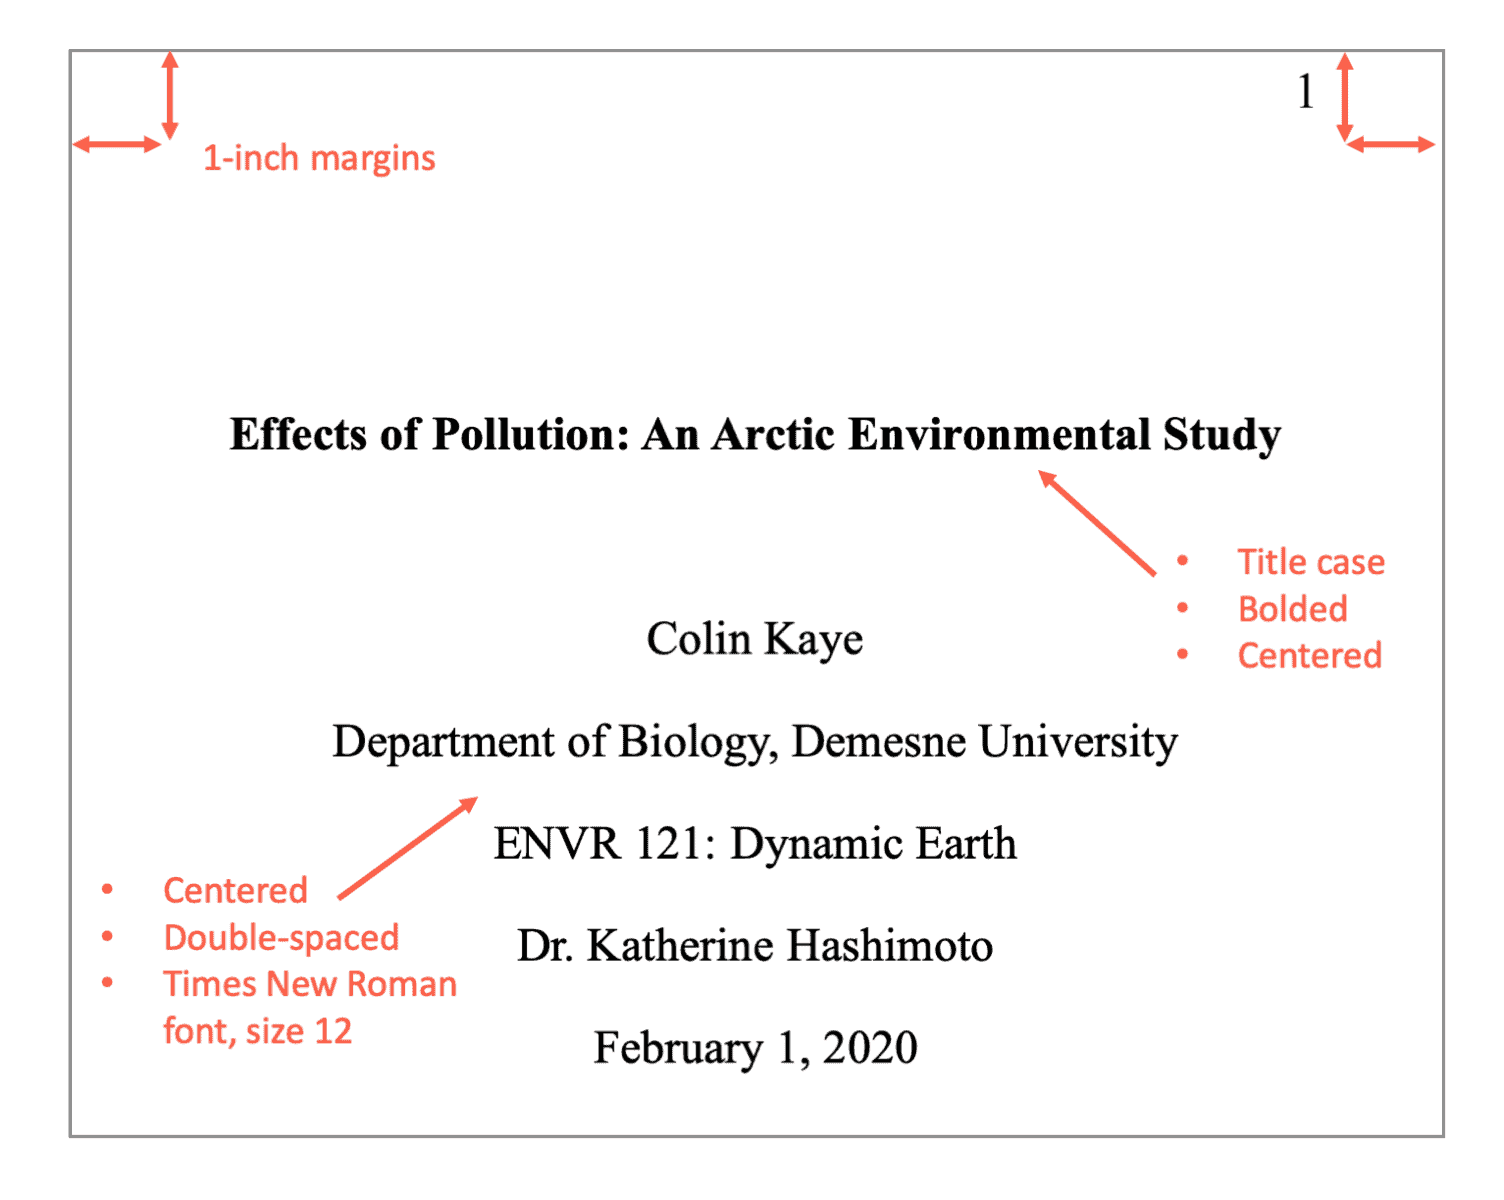 1
1-inch margins
Effects of Pollution: An Arctic Environmental Study
• Title case
• Bolded
• Centered
Colin Kaye
Department of Biology, Demesne University
ENVR 121: Dynamic Earth
• Centered
• Double-spaced
• Times New Roman
font, size 12
Dr. Katherine Hashimoto
February 1, 2020